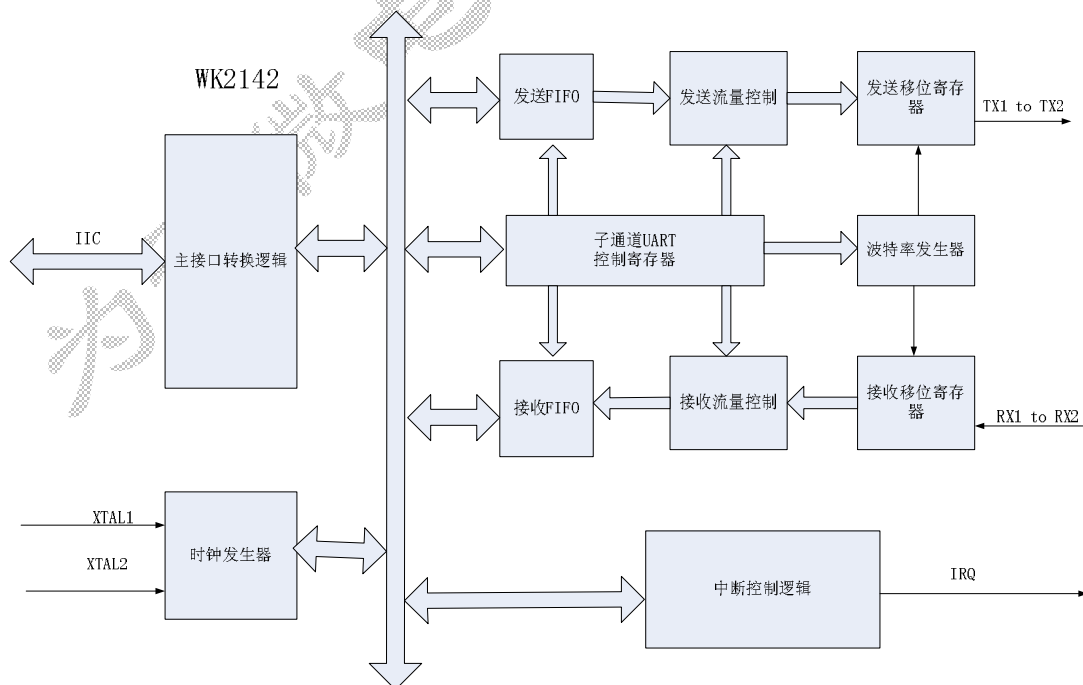 WK2142
发送FIFO
发送流量控制
发送移位寄存
器
TX1 to TX2
IIC
主接口转换逻辑
子通道UART
控制寄存器
波特率发生器
接收FIFO
接收流量控制
接收移位寄存
器
RX1 to RX2
XTAL1
XTAL2
时钟发生器
中断控制逻辑
IRQ